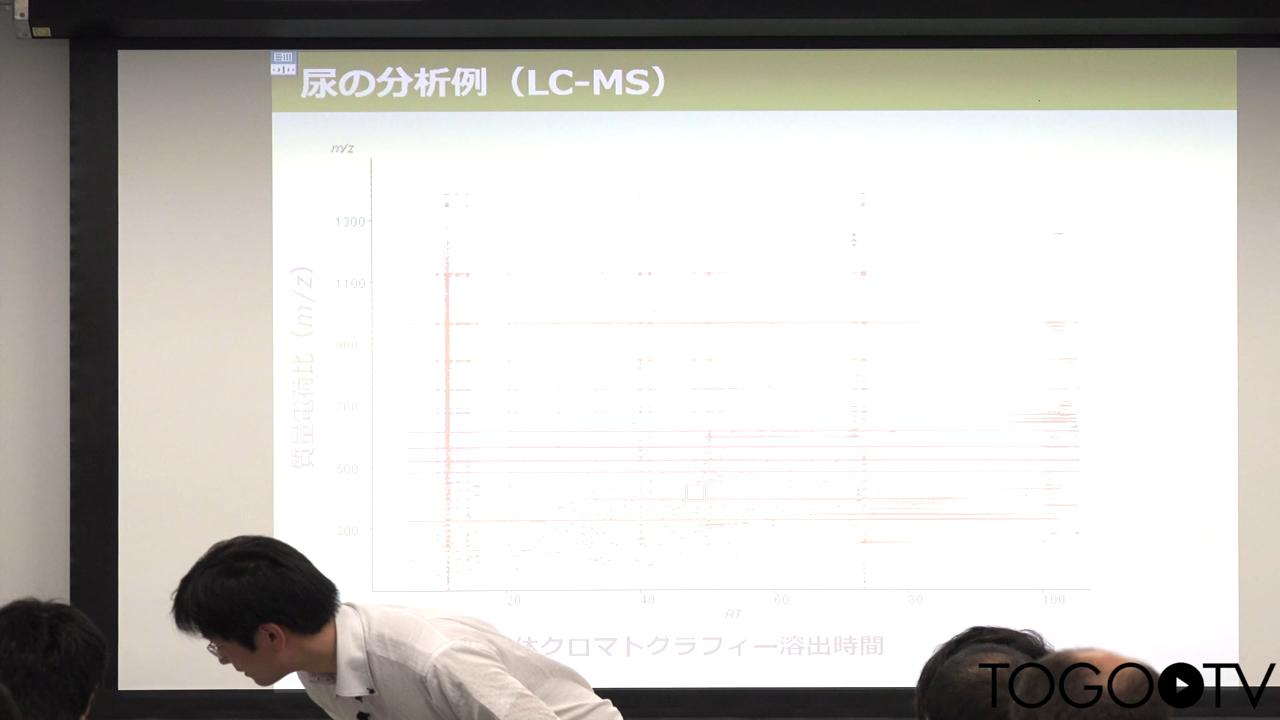 尿の分析例（LC-MS）
m/z
1300
1100
900
700
500
300
質量電荷比（m/z）
20 40 60 80 100
RT
体クロマトグラフィー溶出時間
TOGO TV